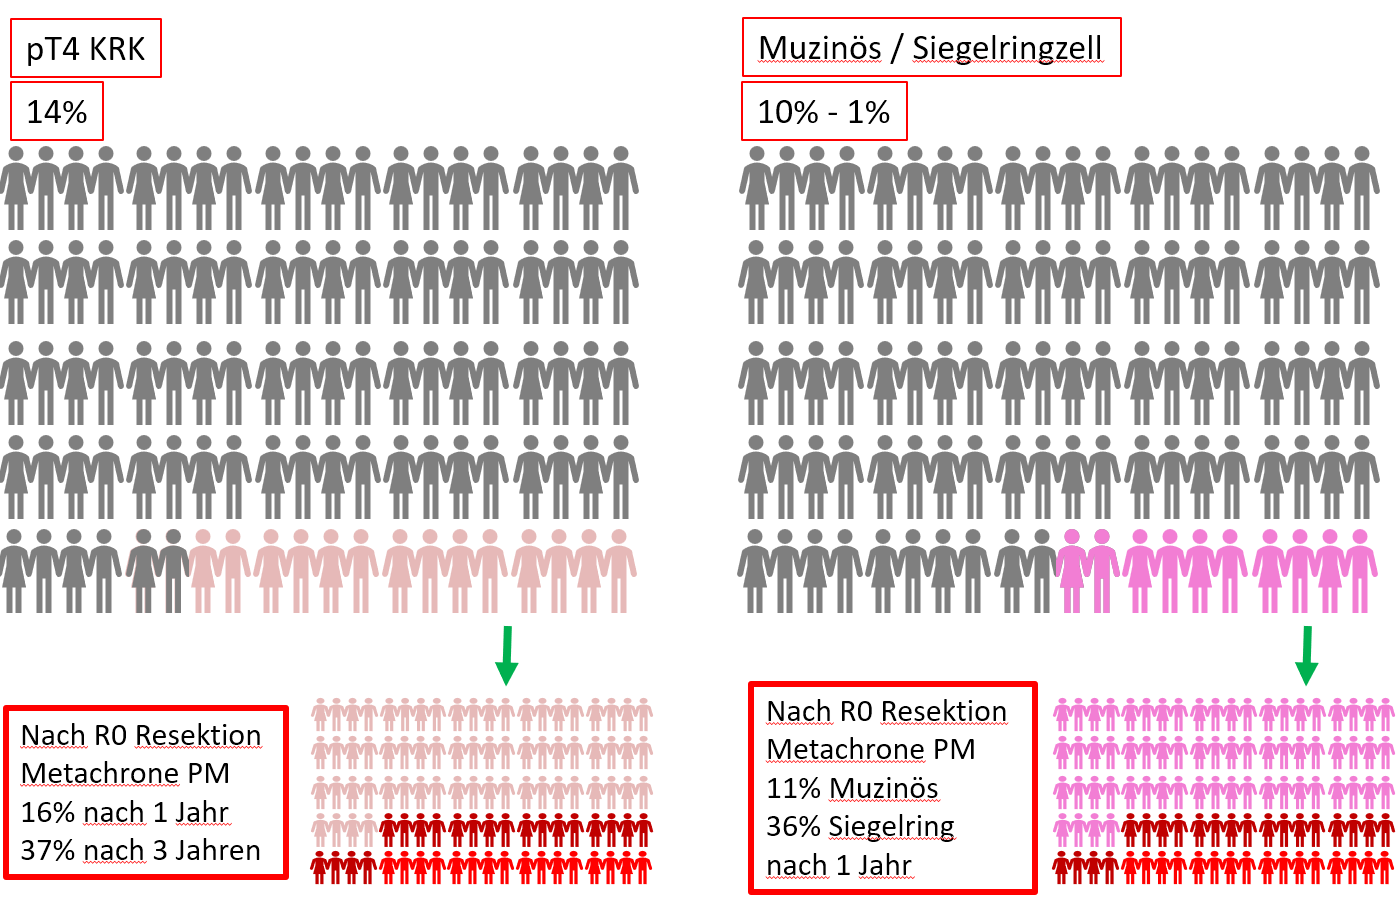 pT4 KRK
14%
Nach R0 Resektion
Metachrone PM
16% nach 1 Jahr
37% nach 3 Jahren
Muzinös / Siegelringzell
10% - 1%
Nach R0 Resektion
Metachrone PM
11% Muzinös
36% Siegelring
nach 1 Jahr